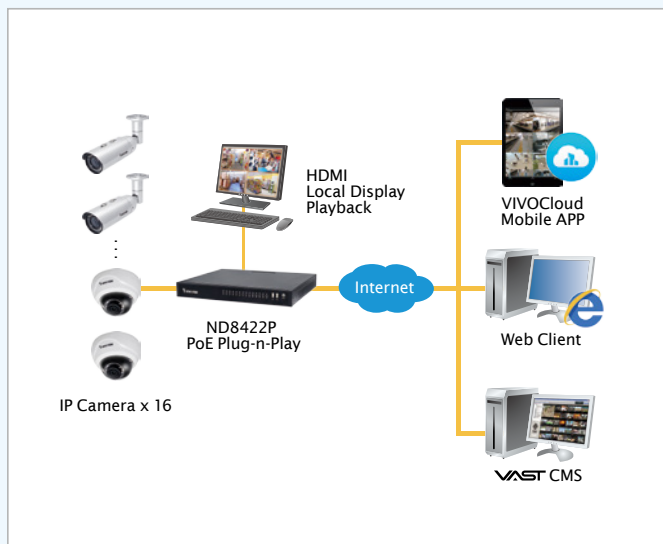 HDMI
Local Display
Playback
VIVOCloud
Mobile APP
ND8422P
PoE Plug-n-Play
Internet
Web Client
IP Camera x 16
VAST CMS